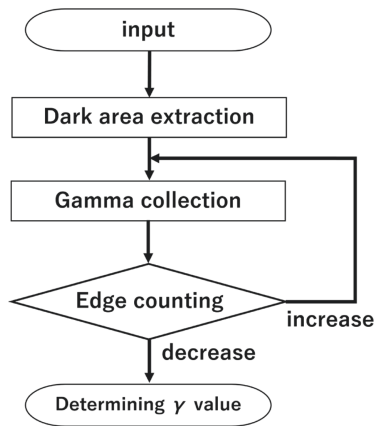 input
Dark area extraction
Gamma collection
Edge counting
increase
decrease
Determining γ value